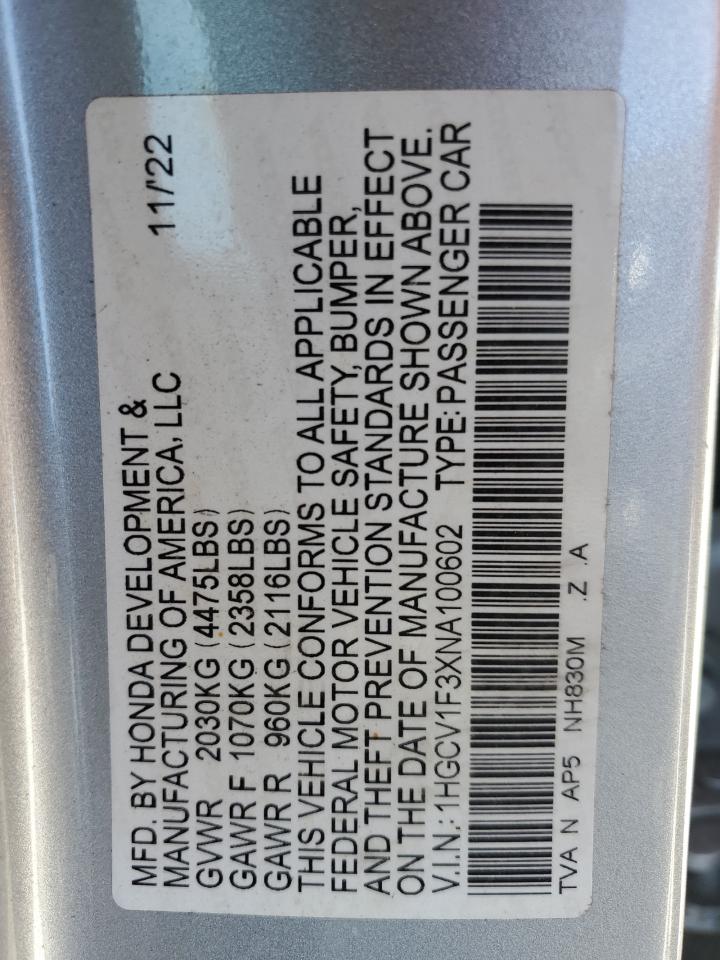 MFD. BY HONDA DEVELOPMENT &
MANUFACTURING OF AMERICA, LLC 11/'22
GVWR 2030KG (4475LBS)
GAWR F 1070KG (2358LBS)
GAWR R 960KG (2116LBS)
THIS VEHICLE CONFORMS TO ALL APPLICABLE
FEDERAL MOTOR VEHICLE SAFETY, BUMPER,
AND THEFT PREVENTION STANDARDS IN EFFECT
ON THE DATE OF MANUFACTURE SHOWN ABOVE.
V.I.N.: 1HGCV1F3XNA100602 TYPE: PASSENGER CAR
TVA N AP5 NH830M .Z .A